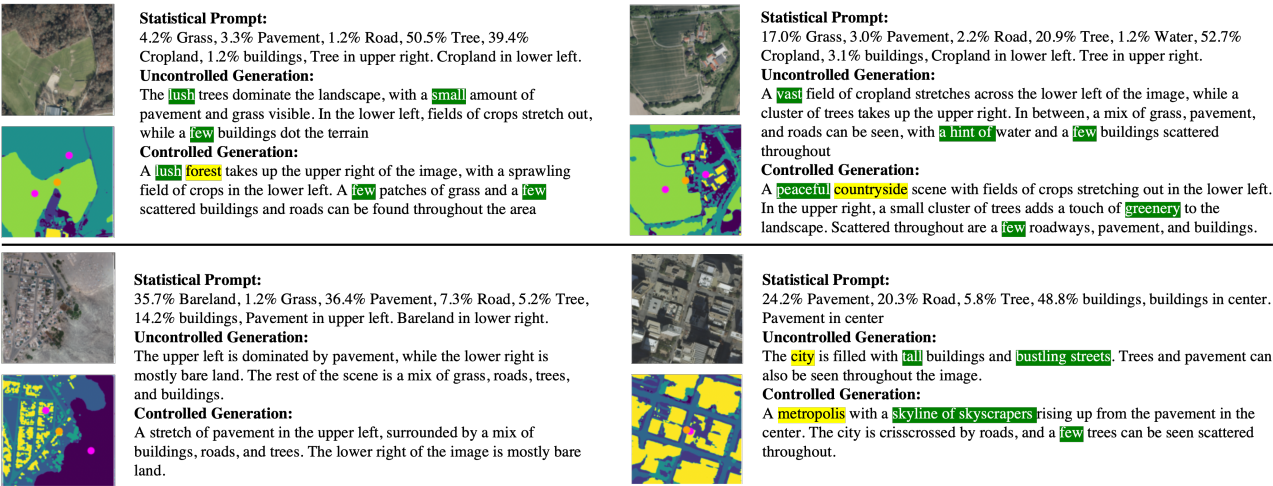 Statistical Prompt:
4.2% Grass, 3.3% Pavement, 1.2% Road, 50.5% Tree, 39.4%
Cropland, 1.2% buildings, Tree in upper right. Cropland in lower left.
Uncontrolled Generation:
The lush trees dominate the landscape, with a small amount of
pavement and grass visible. In the lower left, fields of crops stretch out,
while a few buildings dot the terrain
Controlled Generation:
A lush forest takes up the upper right of the image, with a sprawling
field of crops in the lower left. A few patches of grass and a few
scattered buildings and roads can be found throughout the area
Statistical Prompt:
17.0% Grass, 3.0% Pavement, 2.2% Road, 20.9% Tree, 1.2% Water, 52.7%
Cropland, 3.1% buildings, Cropland in lower left. Tree in upper right.
Uncontrolled Generation:
A vast field of cropland stretches across the lower left of the image, while a
cluster of trees takes up the upper right. In between, a mix of grass, pavement,
and roads can be seen, with a hint of water and a few buildings scattered
throughout
Controlled Generation:
A peaceful countryside scene with fields of crops stretching out in the lower left.
In the upper right, a small cluster of trees adds a touch of greenery to the
landscape. Scattered throughout are a few roadways, pavement, and buildings.
Statistical Prompt:
35.7% Bareland, 1.2% Grass, 36.4% Pavement, 7.3% Road, 5.2% Tree,
14.2% buildings, Pavement in upper left. Bareland in lower right.
Uncontrolled Generation:
The upper left is dominated by pavement, while the lower right is
mostly bare land. The rest of the scene is a mix of grass, roads, trees,
and buildings.
Controlled Generation:
A stretch of pavement in the upper left, surrounded by a mix of
buildings, roads, and trees. The lower right of the image is mostly bare
land.
Statistical Prompt:
24.2% Pavement, 20.3% Road, 5.8% Tree, 48.8% buildings, buildings in center.
Pavement in center
Uncontrolled Generation:
The city is filled with tall buildings and bustling streets. Trees and pavement can
also be seen throughout the image.
Controlled Generation:
A metropolis with a skyline of skyscrapers rising up from the pavement in the
center. The city is crisscrossed by roads, and a few trees can be seen scattered
throughout.